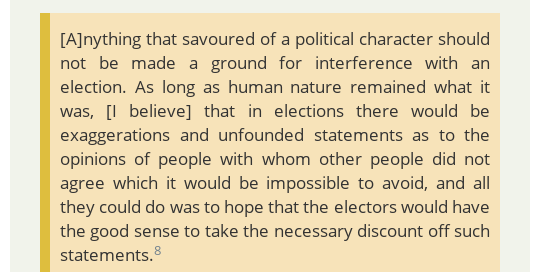 [A]nything that savoured of a political character should
not be made a ground for interference with an
election. As long as human nature remained what it
was, [I believe] that in elections there would be
exaggerations and unfounded statements as to the
opinions of people with whom other people did not
agree which it would be impossible to avoid, and all
they could do was to hope that the electors would have
the good sense to take the necessary discount off such
statements.8